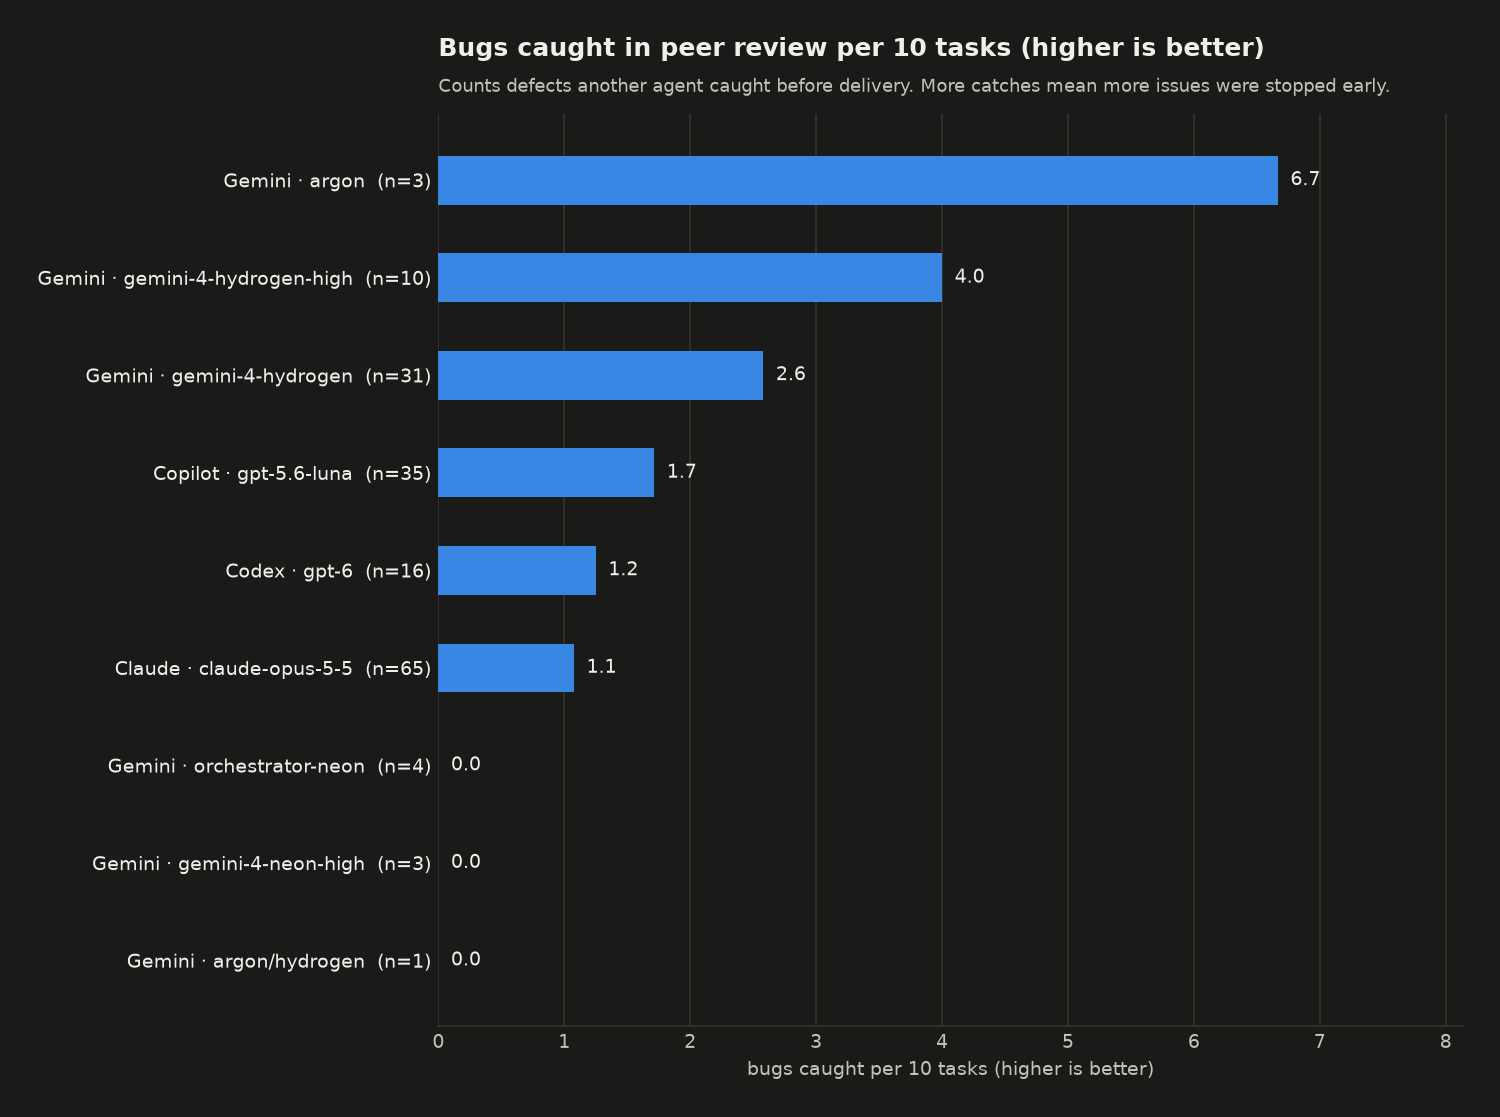 Bugs caught in peer review per 10 tasks (higher is better)
Counts defects another agent caught before delivery. More catches mean more issues were stopped early.
Gemini · argon (n=3)
6.7
Gemini · gemini-4-hydrogen-high (n=10)
4.0
Gemini · gemini-4-hydrogen (n=31)
2.6
Copilot · gpt-5.6-luna (n=35)
1.7
Codex · gpt-6 (n=16)
1.2
Claude · claude-opus-5-5 (n=65)
1.1
Gemini · orchestrator-neon (n=4)
0.0
Gemini · gemini-4-neon-high (n=3)
0.0
Gemini · argon/hydrogen (n=1)
0.0
0 1 2 3 4 5 6 7 8
bugs caught per 10 tasks (higher is better)